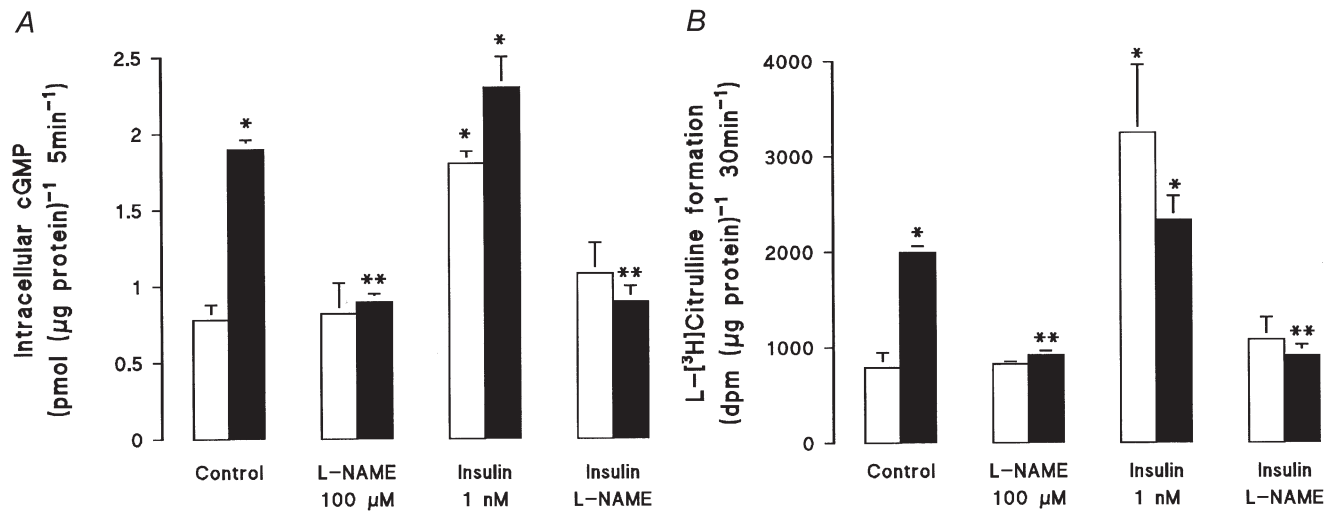 A
Intracellular cGMP
(pmol (µg protein)⁻¹ 5min⁻¹)
2.5
2
1.5
1
0.5
0
*
**
*
*
**
Control
L-NAME
100 µM
Insulin
1 nM
Insulin
L-NAME
B
L-[³H]Citrulline formation
(dpm (µg protein)⁻¹ 30min⁻¹)
4000
3000
2000
1000
0
*
**
*
*
**
Control
L-NAME
100 µM
Insulin
1 nM
Insulin
L-NAME